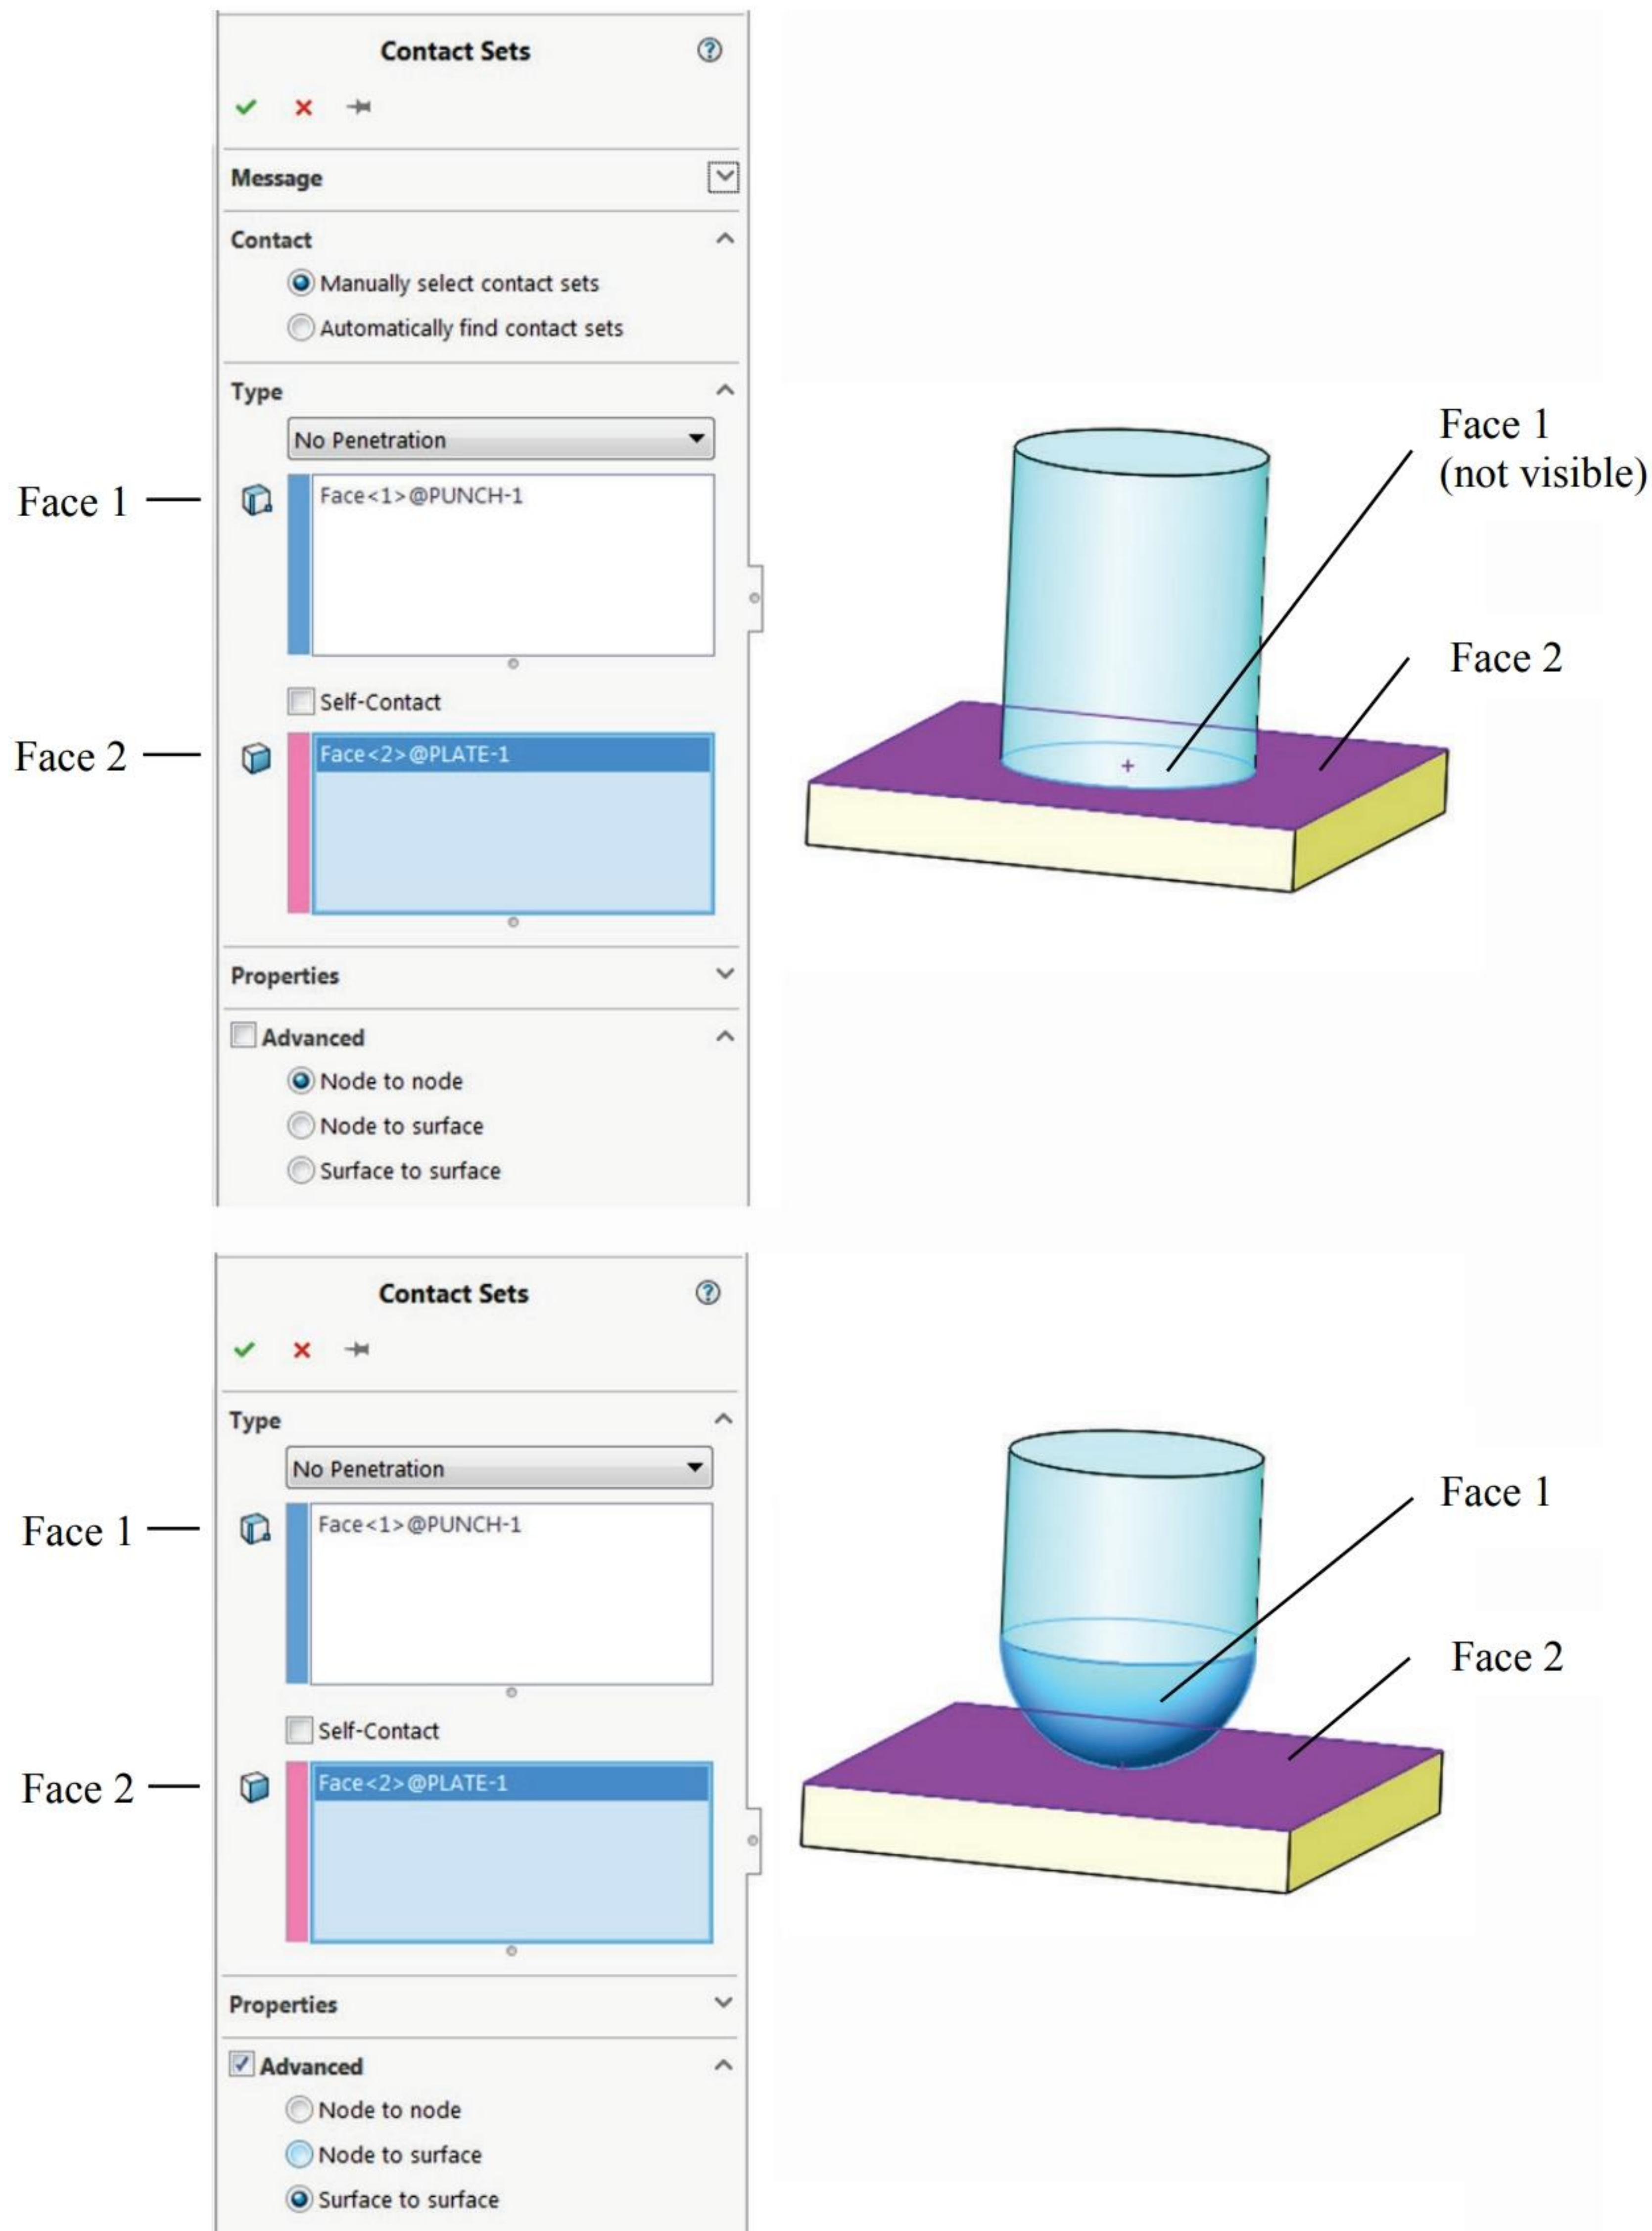 Contact Sets
Message
Contact
Manually select contact sets
Automatically find contact sets
Type
No Penetration
Face 1
Face<1>@PUNCH-1
Self-Contact
Face 2
Face<2>@PLATE-1
Properties
Advanced
Node to node
Node to surface
Surface to surface
Face 1
(not visible)
Face 2
Contact Sets
Type
No Penetration
Face 1
Face<1>@PUNCH-1
Self-Contact
Face 2
Face<2>@PLATE-1
Properties
Advanced
Node to node
Node to surface
Surface to surface
Face 1
Face 2